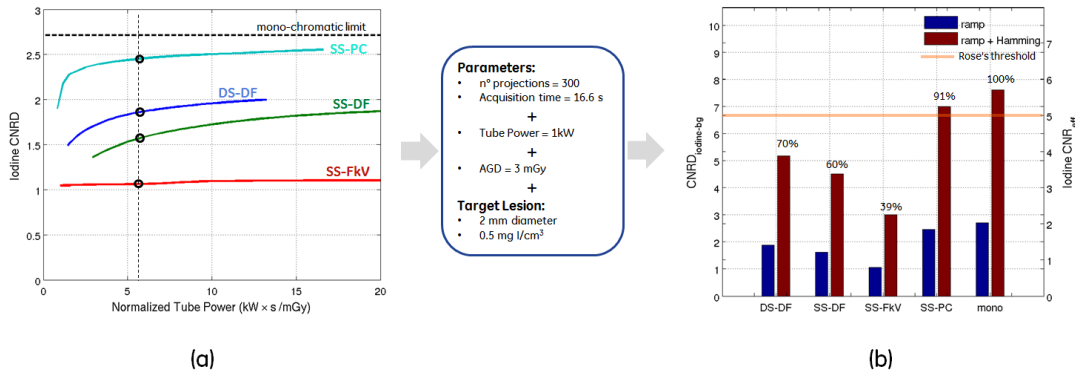 mono-chromatic limit
SS-PC
DS-DF
SS-DF
SS-FkV
Iodine CNRD
3
2.5
2
1.5
1
0.5
0
0 5 10 15 20
Normalized Tube Power (kW × s /mGy)
(a)
Parameters:
• nº projections = 300
• Acquisition time = 16.6 s
+
• Tube Power = 1kW
+
• AGD = 3 mGy
+
Target Lesion:
• 2 mm diameter
• 0.5 mg I/cm³
ramp
ramp + Hamming
Rose's threshold
70%
60%
39%
91%
100%
CNRD iodine-bg
10
9
8
7
6
5
4
3
2
1
0
Iodine CNR eff
7
6
5
4
3
2
1
0
DS-DF SS-DF SS-FkV SS-PC mono
(b)